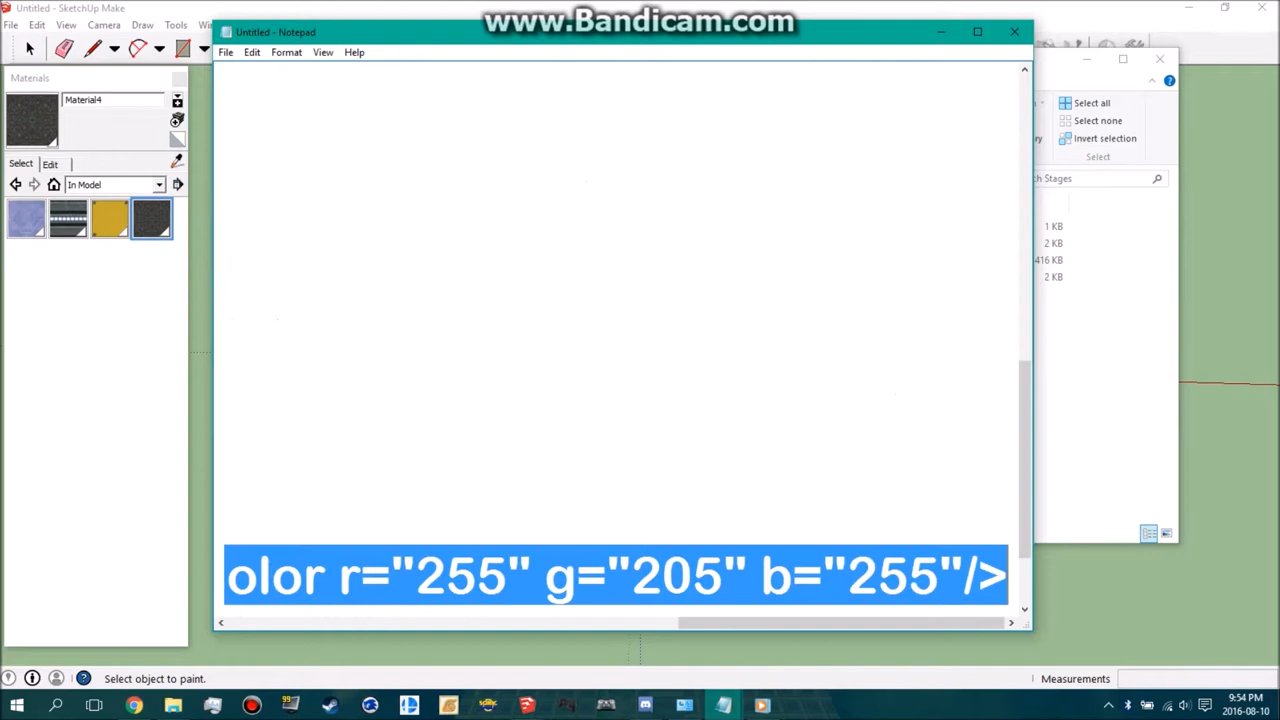 Untitled - SketchUp Make
www.Bandicam.com
File Edit View Camera Draw Tools
Untitled - Notepad
File Edit Format View Help
Materials
Material4
Select Edit
In Model
Select all
Select none
Invert selection
Select
ch Stages
1 KB
2 KB
416 KB
2 KB
olor r="255" g="205" b="255"/>
Select object to paint.
Measurements
99
9:54 PM
2016-08-10